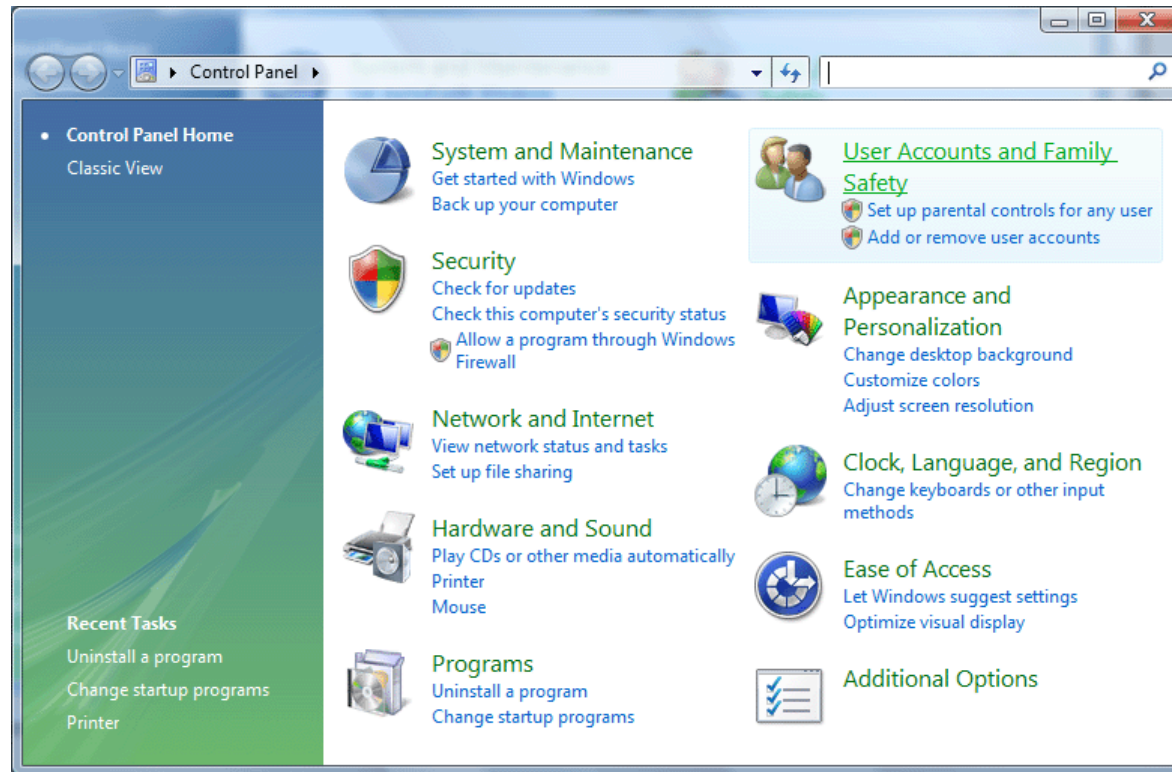 Control Panel
Control Panel Home
Classic View
Recent Tasks
Uninstall a program
Change startup programs
Printer
System and Maintenance
Get started with Windows
Back up your computer
Security
Check for updates
Check this computer's security status
Allow a program through Windows
Firewall
Network and Internet
View network status and tasks
Set up file sharing
Hardware and Sound
Play CDs or other media automatically
Printer
Mouse
Programs
Uninstall a program
Change startup programs
User Accounts and Family
Safety
Set up parental controls for any user
Add or remove user accounts
Appearance and
Personalization
Change desktop background
Customize colors
Adjust screen resolution
Clock, Language, and Region
Change keyboards or other input
methods
Ease of Access
Let Windows suggest settings
Optimize visual display
Additional Options